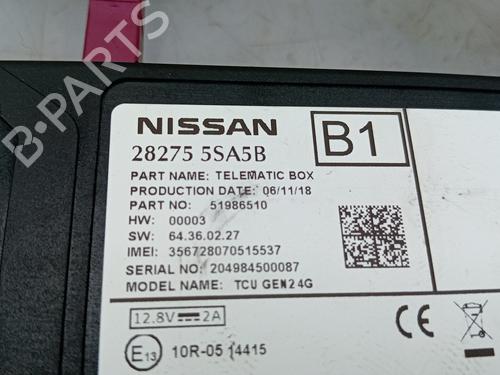 NISSAN
B1
28275 5SA5B
PART NAME: TELEMATIC BOX
PRODUCTION DATE: 06/11/18
PART NO: 51986510
HW: 00003
SW: 64.36.02.27
IMEI: 356728070515537
SERIAL NO: 204984500087
MODEL NAME: TCU GEN2 4G
12.8V 2A
CE
E13 10R-05 14415
B-PARTS